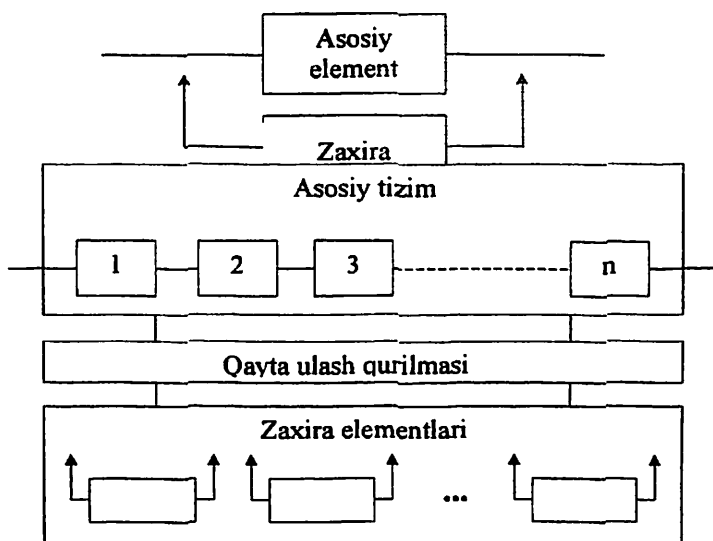 Asosiy
element
Zaxira
Asosiy tizim
1 2 3 n
Qayta ulash qurilmasi
Zaxira elementlari
...